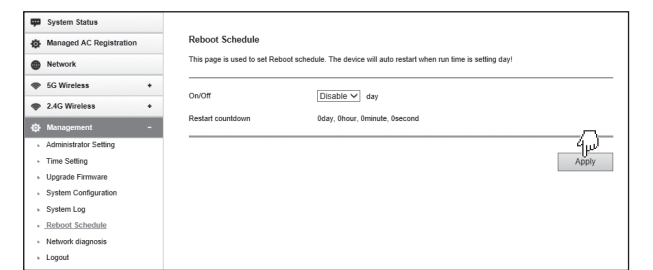 System Status
Managed AC Registration
Network
5G Wireless +
2.4G Wireless +
Management -
Administrator Setting
Time Setting
Upgrade Firmware
System Configuration
System Log
Reboot Schedule
Network diagnosis
Logout
Reboot Schedule
This page is used to set Reboot schedule. The device will auto restart when run time is setting day!
On/Off Disable day
Restart countdown 0day, 0hour, 0minute, 0second
Apply